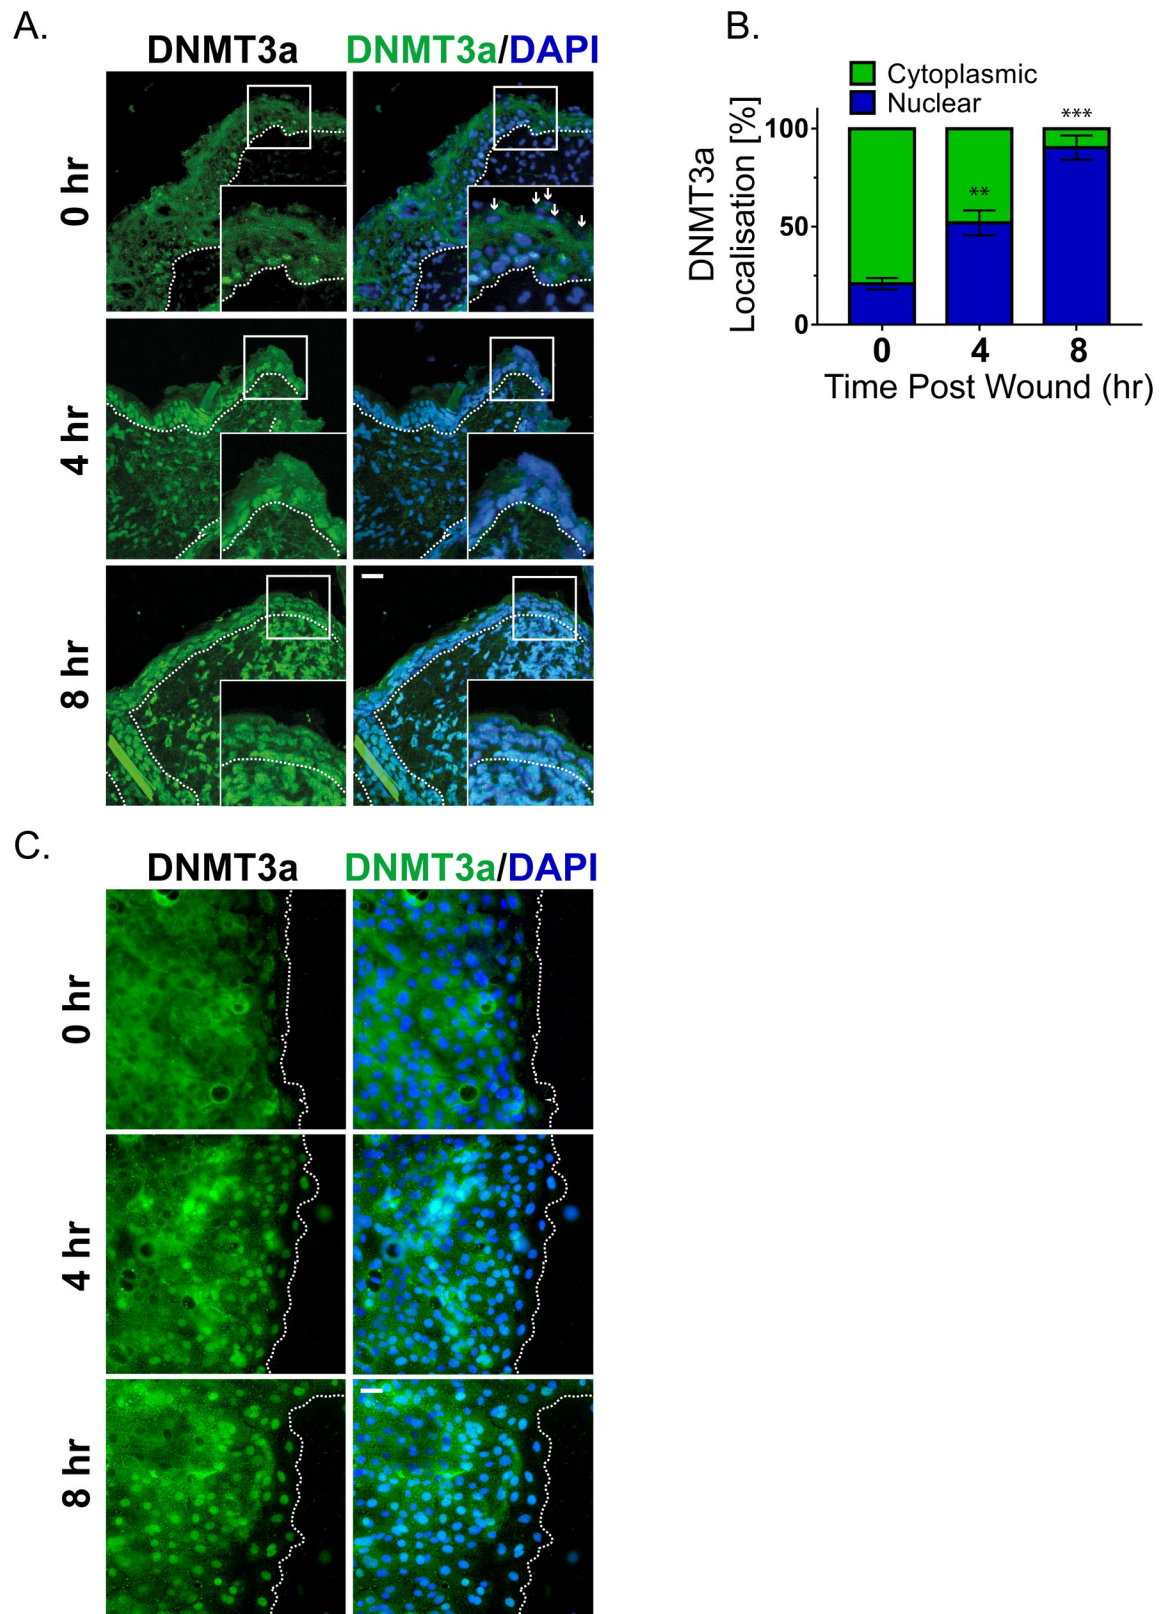 A.
DNMT3a
DNMT3a/DAPI
0 hr
4 hr
8 hr
B.
Cytoplasmic
Nuclear
***
**
DNMT3a
Localisation [%]
100
50
0
0 4 8
Time Post Wound (hr)
C.
DNMT3a
DNMT3a/DAPI
0 hr
4 hr
8 hr